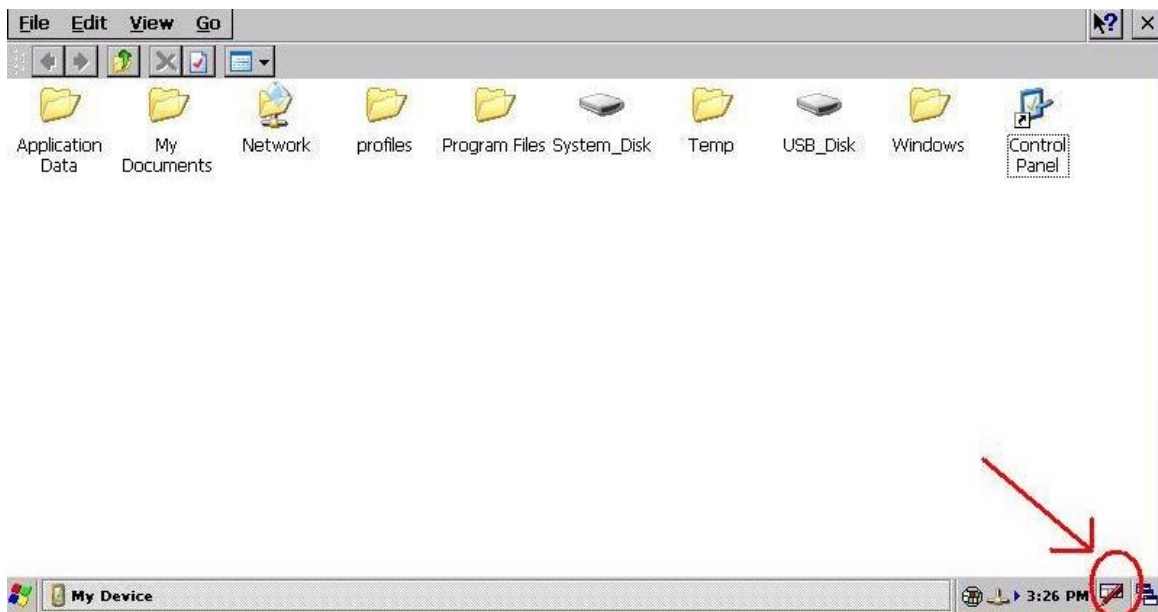 File Edit View Go
Application Data
My Documents
Network
profiles
Program Files
System_Disk
Temp
USB_Disk
Windows
Control Panel
My Device
3:26 PM